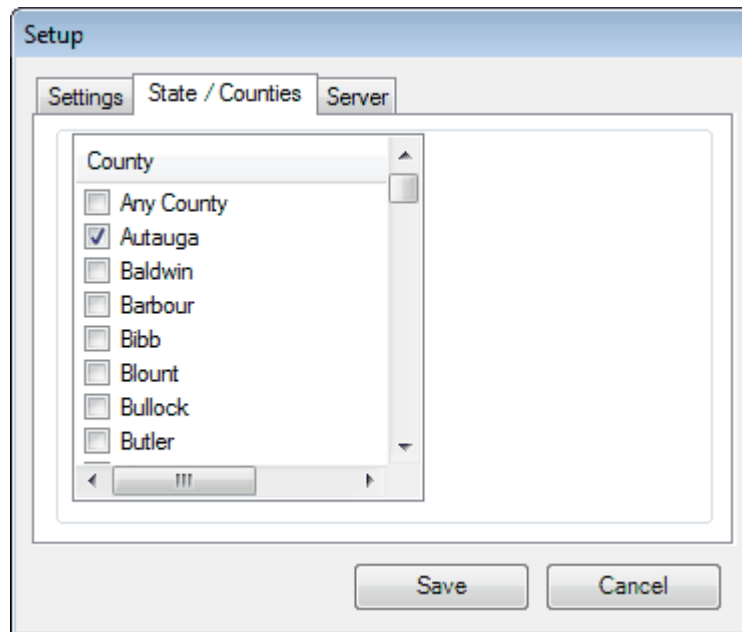 Setup
Settings State / Counties Server
County
Any County
Autauga
Baldwin
Barbour
Bibb
Blount
Bullock
Butler
Save Cancel